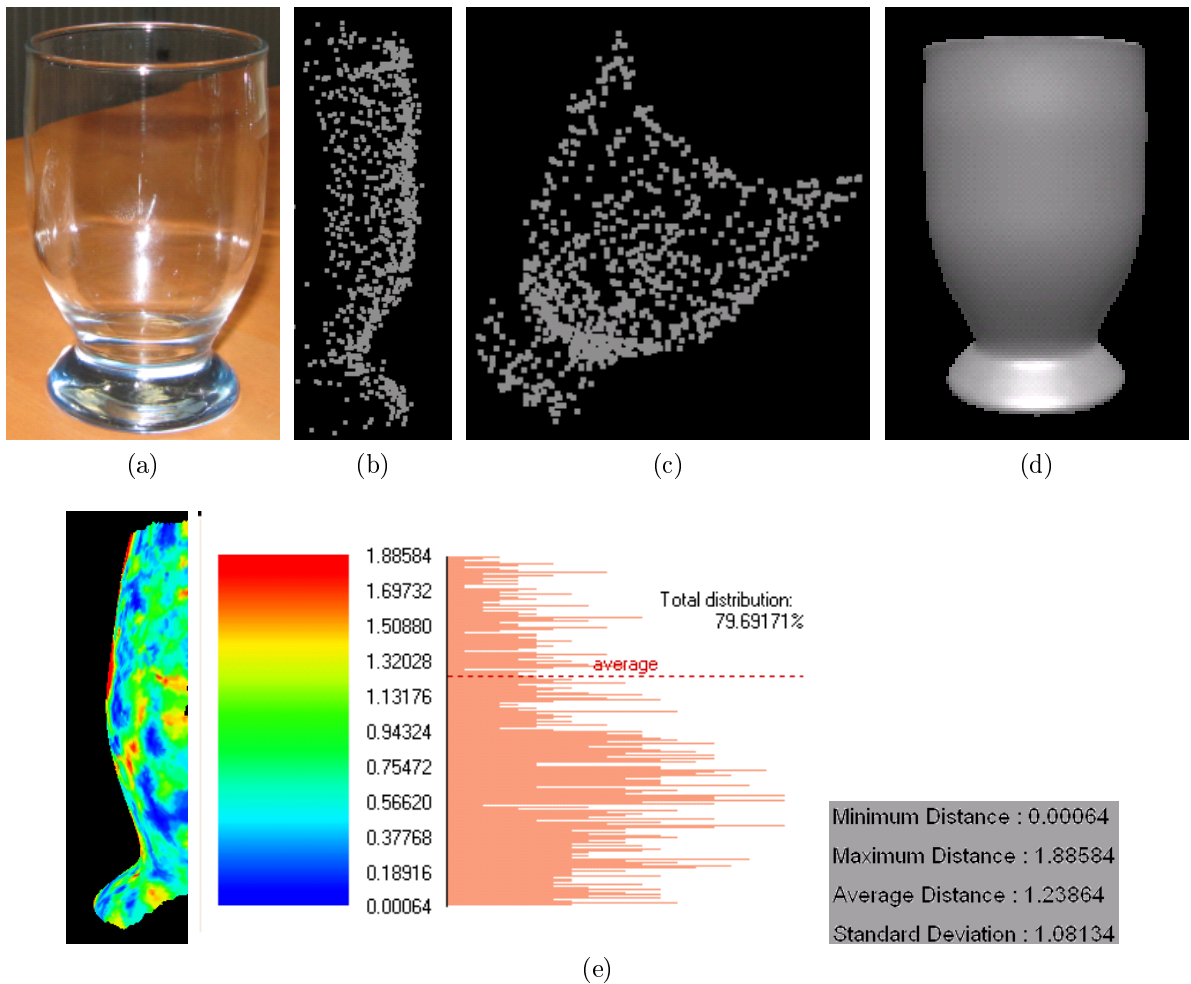 (a)
(b)
(c)
(d)
1.88584
1.69732
1.50880
1.32028
1.13176
0.94324
0.75472
0.56620
0.37768
0.18916
0.00064
Total distribution:
79.69171%
average
Minimum Distance : 0.00064
Maximum Distance : 1.88584
Average Distance : 1.23864
Standard Deviation : 1.08134
(e)